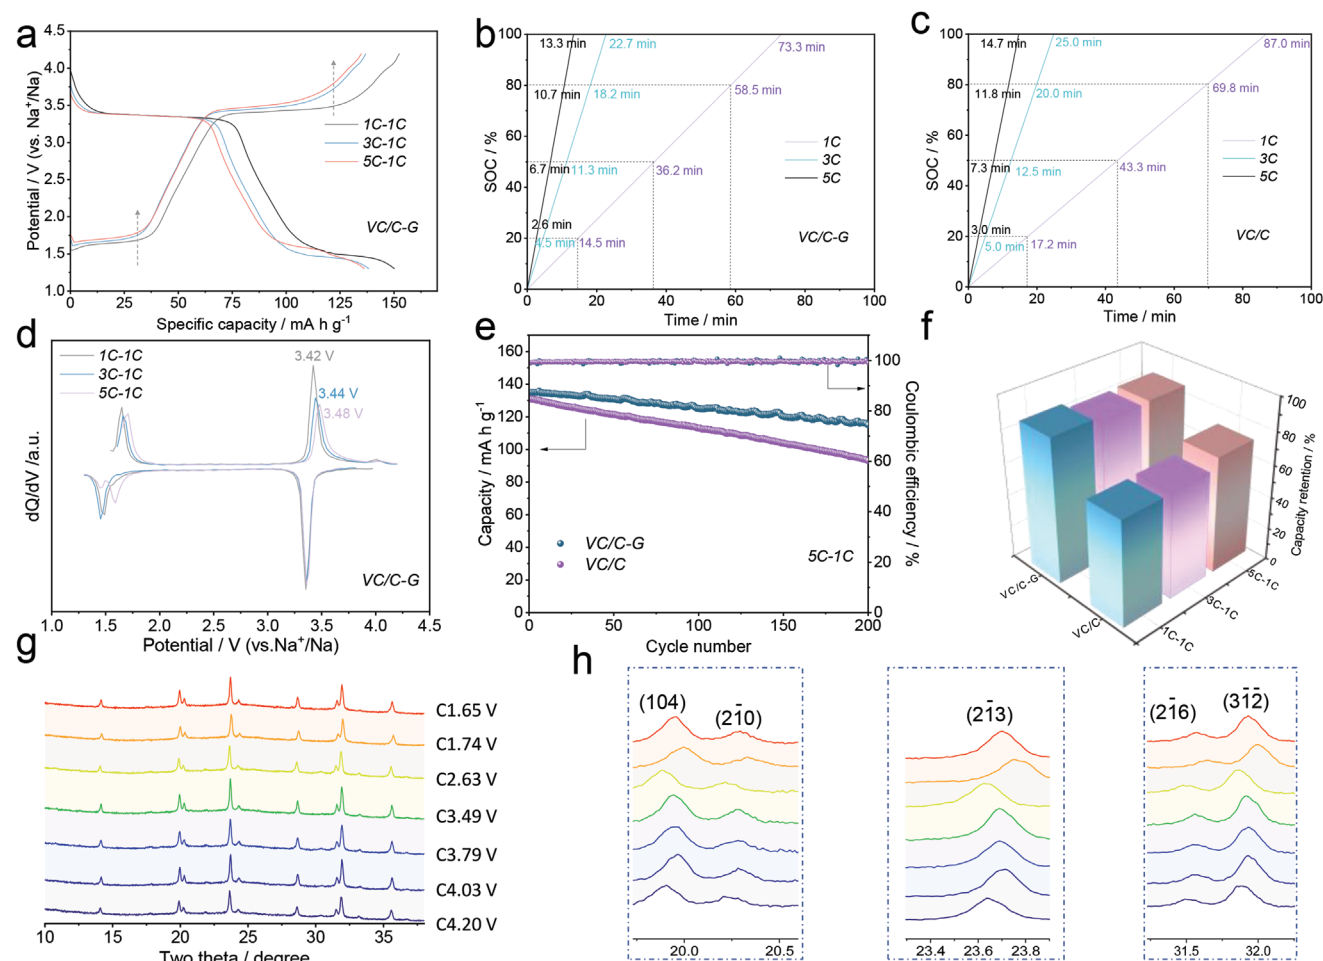 a
4.5
4.0
3.5
3.0
2.5
2.0
1.5
1.0
0 25 50 75 100 125 150
Potential / V (vs. Na⁺/Na)
Specific capacity / mA h g⁻¹
1C-1C
3C-1C
5C-1C
VC/C-G
b
100
80
60
40
20
0
0 20 40 60 80 100
SOC / %
Time / min
13.3 min 22.7 min 73.3 min
10.7 min 18.2 min 58.5 min
6.7 min 11.3 min 36.2 min
2.6 min
4.5 min 14.5 min
1C
3C
5C
VC/C-G
c
100
80
60
40
20
0
0 20 40 60 80 100
SOC / %
Time / min
14.7 min 25.0 min 87.0 min
11.8 min 20.0 min 69.8 min
7.3 min 12.5 min 43.3 min
3.0 min
5.0 min 17.2 min
1C
3C
5C
VC/C
d
1C-1C
3C-1C
5C-1C
3.42 V
3.44 V
3.48 V
dQ/dV /a.u.
VC/C-G
1.0 1.5 2.0 2.5 3.0 3.5 4.0 4.5
Potential / V (vs.Na⁺/Na)
e
160
140
120
100
80
60
40
20
0
Capacity / mA h g⁻¹
100
80
60
40
20
0
Coulombic efficiency / %
VC/C-G
VC/C
5C-1C
0 50 100 150 200
Cycle number
f
100
80
60
40
20
0
Capacity retention / %
VC/C-G
VC/C
1C-1C
3C-1C
5C-1C
g
C1.65 V
C1.74 V
C2.63 V
C3.49 V
C3.79 V
C4.03 V
C4.20 V
10 15 20 25 30 35
Two theta / degree
h
(104)
(21̄0)
20.0 20.5
(21̄3)
23.4 23.6 23.8
(21̄6)
(31̄2̄)
31.5 32.0